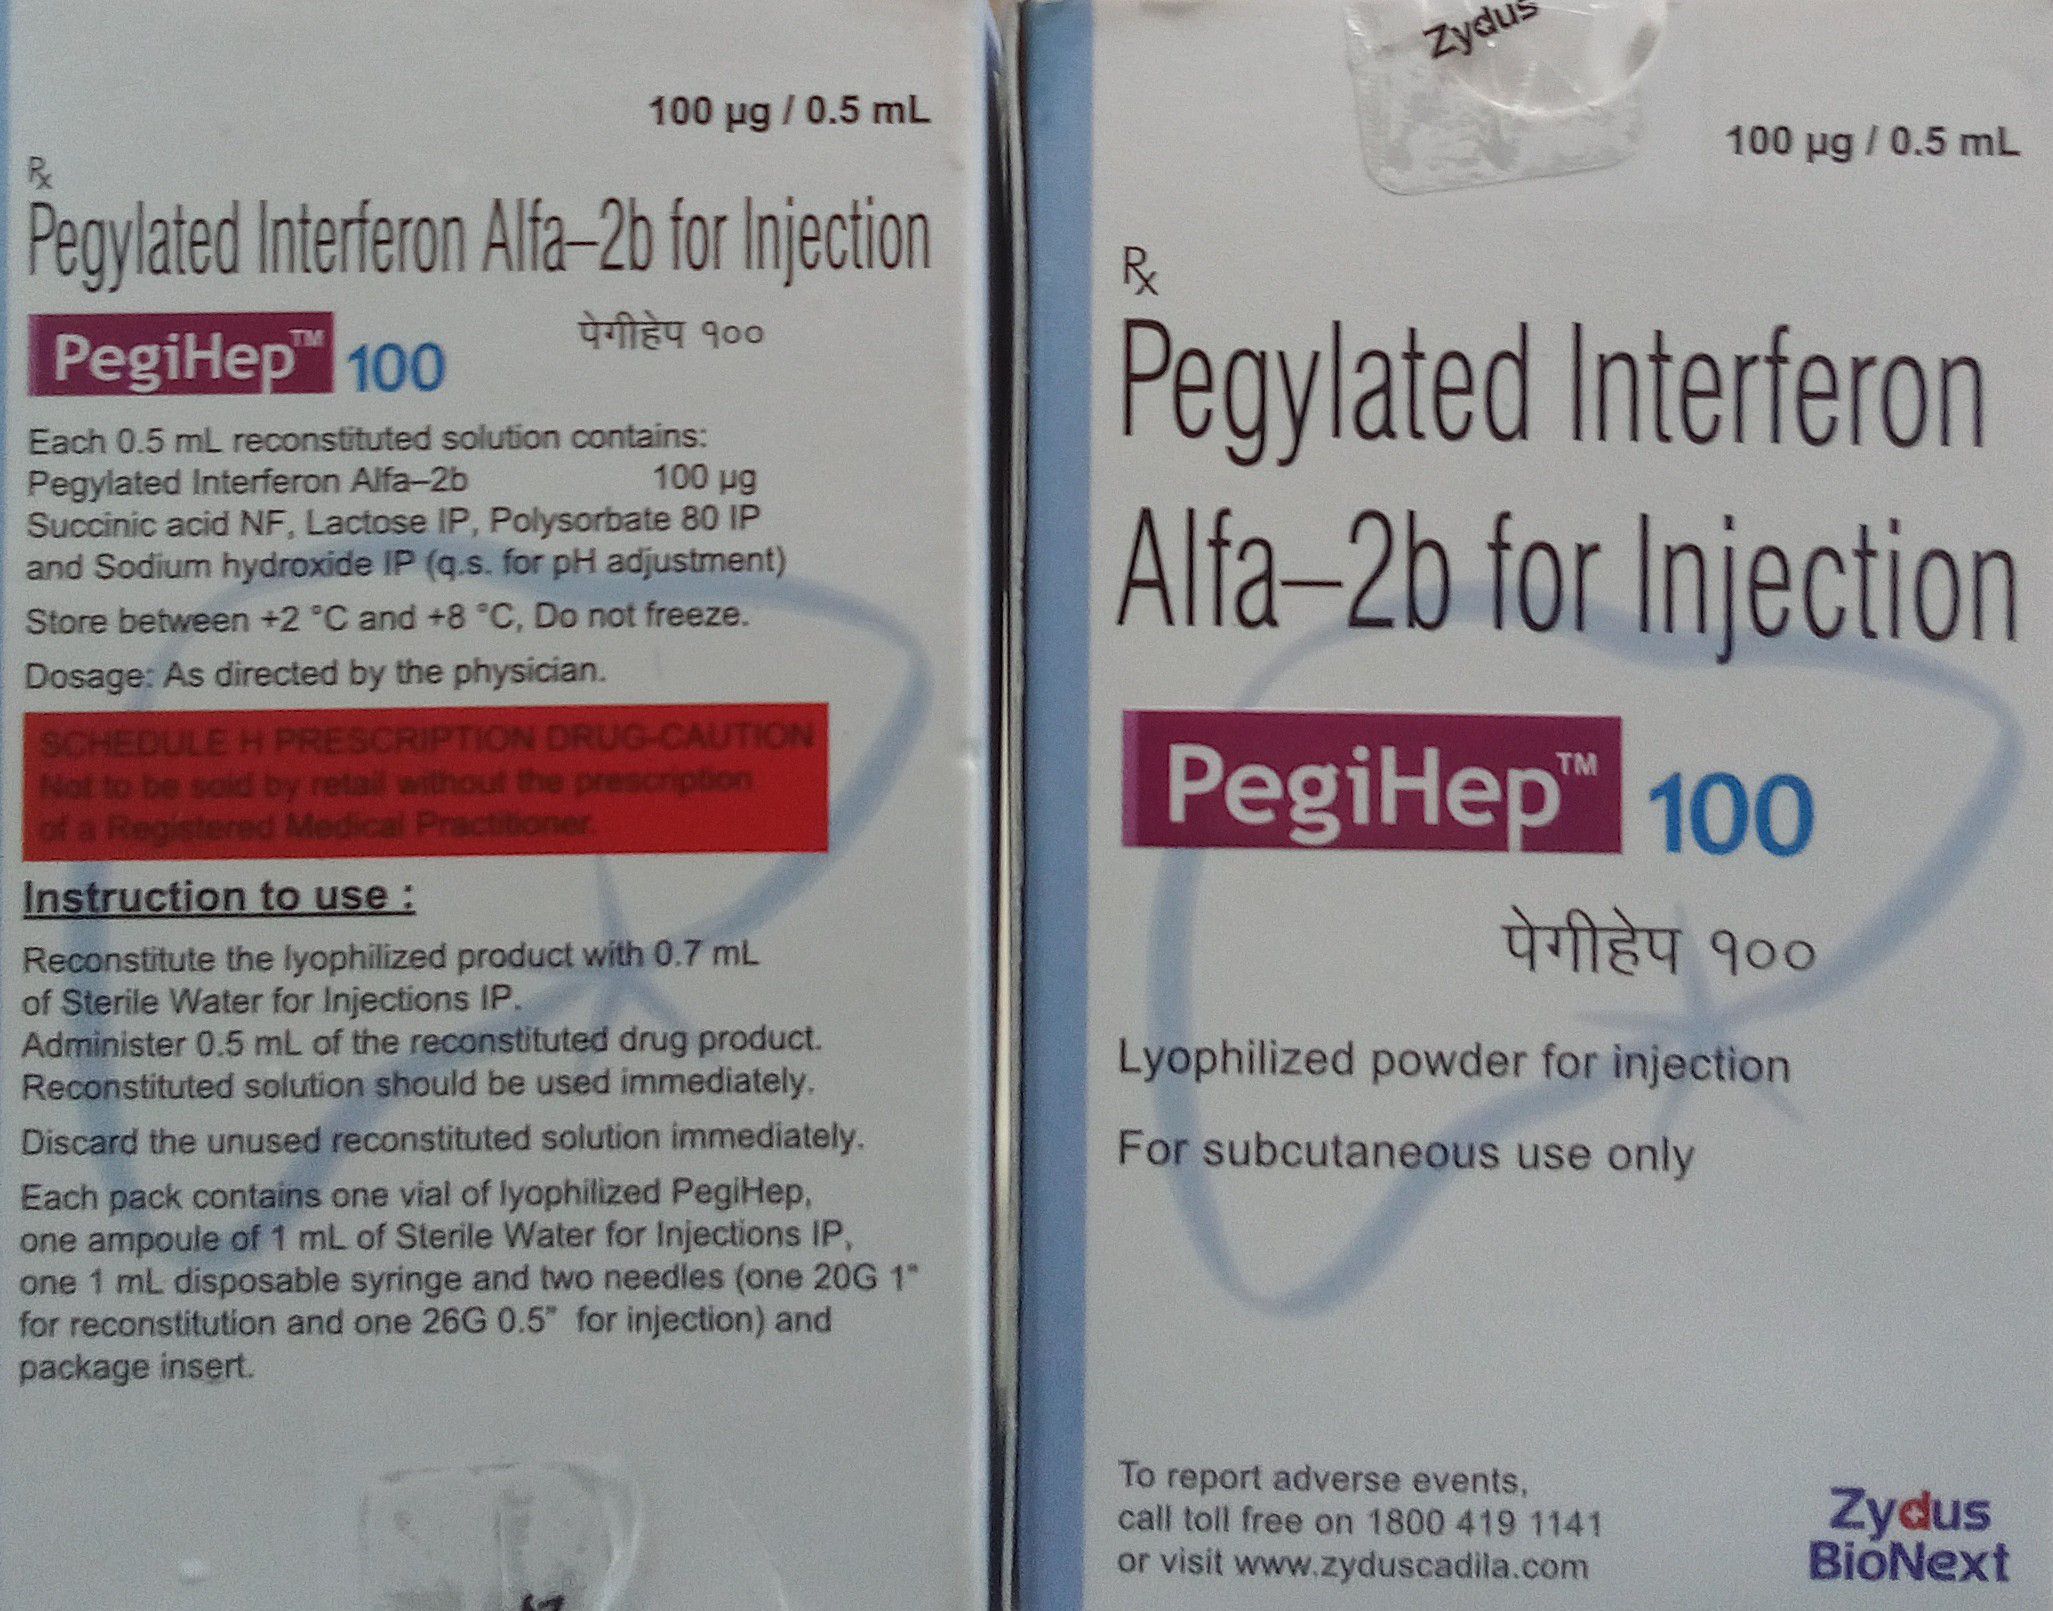 100 µg / 0.5 mL
Rx
Pegylated Interferon Alfa–2b for Injection
PegiHep™ 100
पेगीहेप १००
Each 0.5 mL reconstituted solution contains:
Pegylated Interferon Alfa–2b 100 µg
Succinic acid NF, Lactose IP, Polysorbate 80 IP
and Sodium hydroxide IP (q.s. for pH adjustment)
Store between +2 °C and +8 °C, Do not freeze.
Dosage: As directed by the physician.
SCHEDULE H PRESCRIPTION DRUG-CAUTION
Not to be sold by retail without the prescription
of a Registered Medical Practitioner.
Instruction to use :
Reconstitute the lyophilized product with 0.7 mL
of Sterile Water for Injections IP.
Administer 0.5 mL of the reconstituted drug product.
Reconstituted solution should be used immediately.
Discard the unused reconstituted solution immediately.
Each pack contains one vial of lyophilized PegiHep,
one ampoule of 1 mL of Sterile Water for Injections IP,
one 1 mL disposable syringe and two needles (one 20G 1"
for reconstitution and one 26G 0.5" for injection) and
package insert.
Zydus
100 µg / 0.5 mL
Rx
Pegylated Interferon
Alfa–2b for Injection
PegiHep™ 100
पेगीहेप १००
Lyophilized powder for injection
For subcutaneous use only
To report adverse events,
call toll free on 1800 419 1141
or visit www.zyduscadila.com
Zydus
BioNext